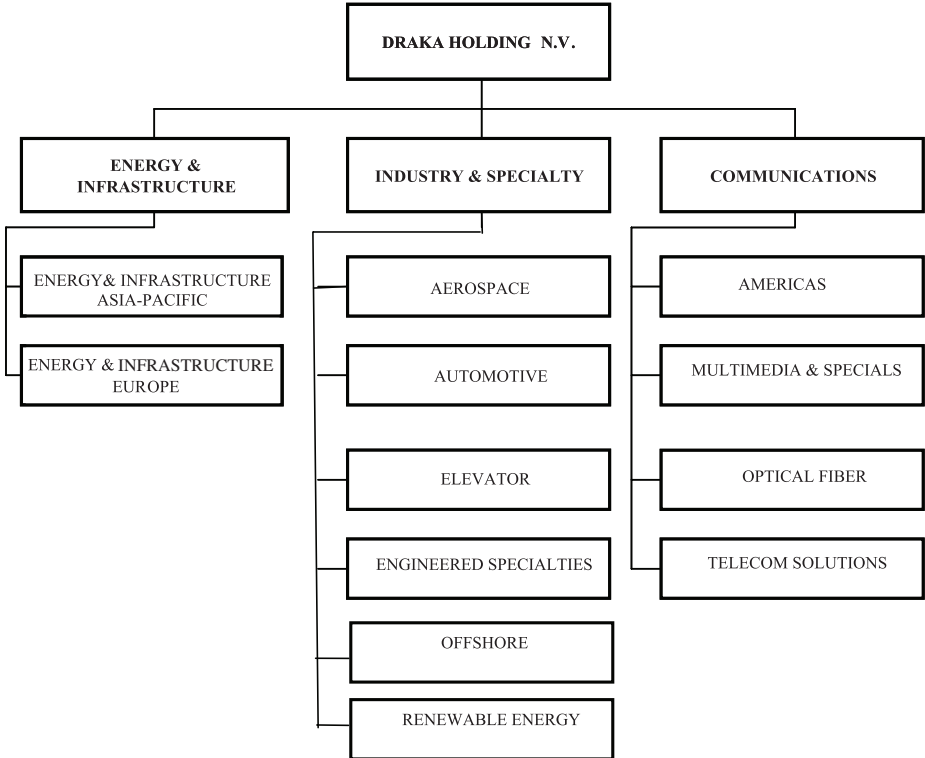 DRAKA HOLDING N.V.
ENERGY &
INFRASTRUCTURE
INDUSTRY & SPECIALTY
COMMUNICATIONS
ENERGY& INFRASTRUCTURE
ASIA-PACIFIC
ENERGY & INFRASTRUCTURE
EUROPE
AEROSPACE
AUTOMOTIVE
ELEVATOR
ENGINEERED SPECIALTIES
OFFSHORE
RENEWABLE ENERGY
AMERICAS
MULTIMEDIA & SPECIALS
OPTICAL FIBER
TELECOM SOLUTIONS